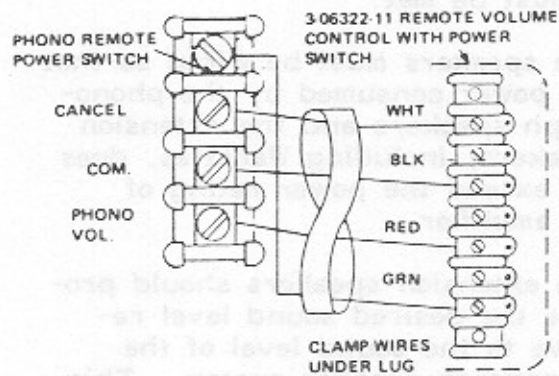 PHONO REMOTE
POWER SWITCH
CANCEL
COM.
PHONO
VOL.
3-06322-11 REMOTE VOLUME
CONTROL WITH POWER
SWITCH
WHT
BLK
RED
GRN
CLAMP WIRES
UNDER LUG